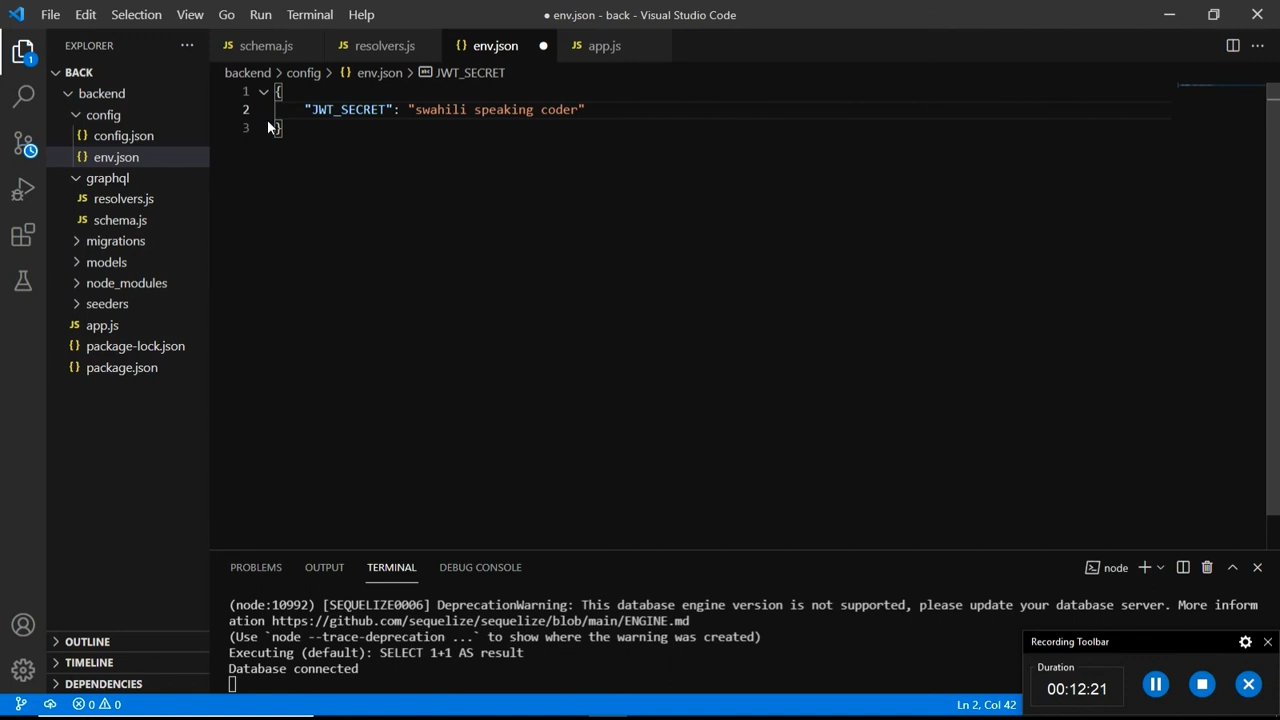 File Edit Selection View Go Run Terminal Help
● env.json - back - Visual Studio Code
EXPLORER
BACK
backend
config
config.json
env.json
graphql
resolvers.js
schema.js
migrations
models
node_modules
seeders
app.js
package-lock.json
package.json
OUTLINE
TIMELINE
DEPENDENCIES
schema.js resolvers.js env.json app.js
backend > config > env.json > JWT_SECRET
1 {
2 "JWT_SECRET": "swahili speaking coder"
3 }
PROBLEMS OUTPUT TERMINAL DEBUG CONSOLE
node
(node:10992) [SEQUELIZE0006] DeprecationWarning: This database engine version is not supported, please update your database server. More inform
ation https://github.com/sequelize/sequelize/blob/main/ENGINE.md
(Use `node --trace-deprecation ...` to show where the warning was created)
Executing (default): SELECT 1+1 AS result
Database connected
Recording Toolbar
Duration
00:12:21
0 0
Ln 2, Col 42
1